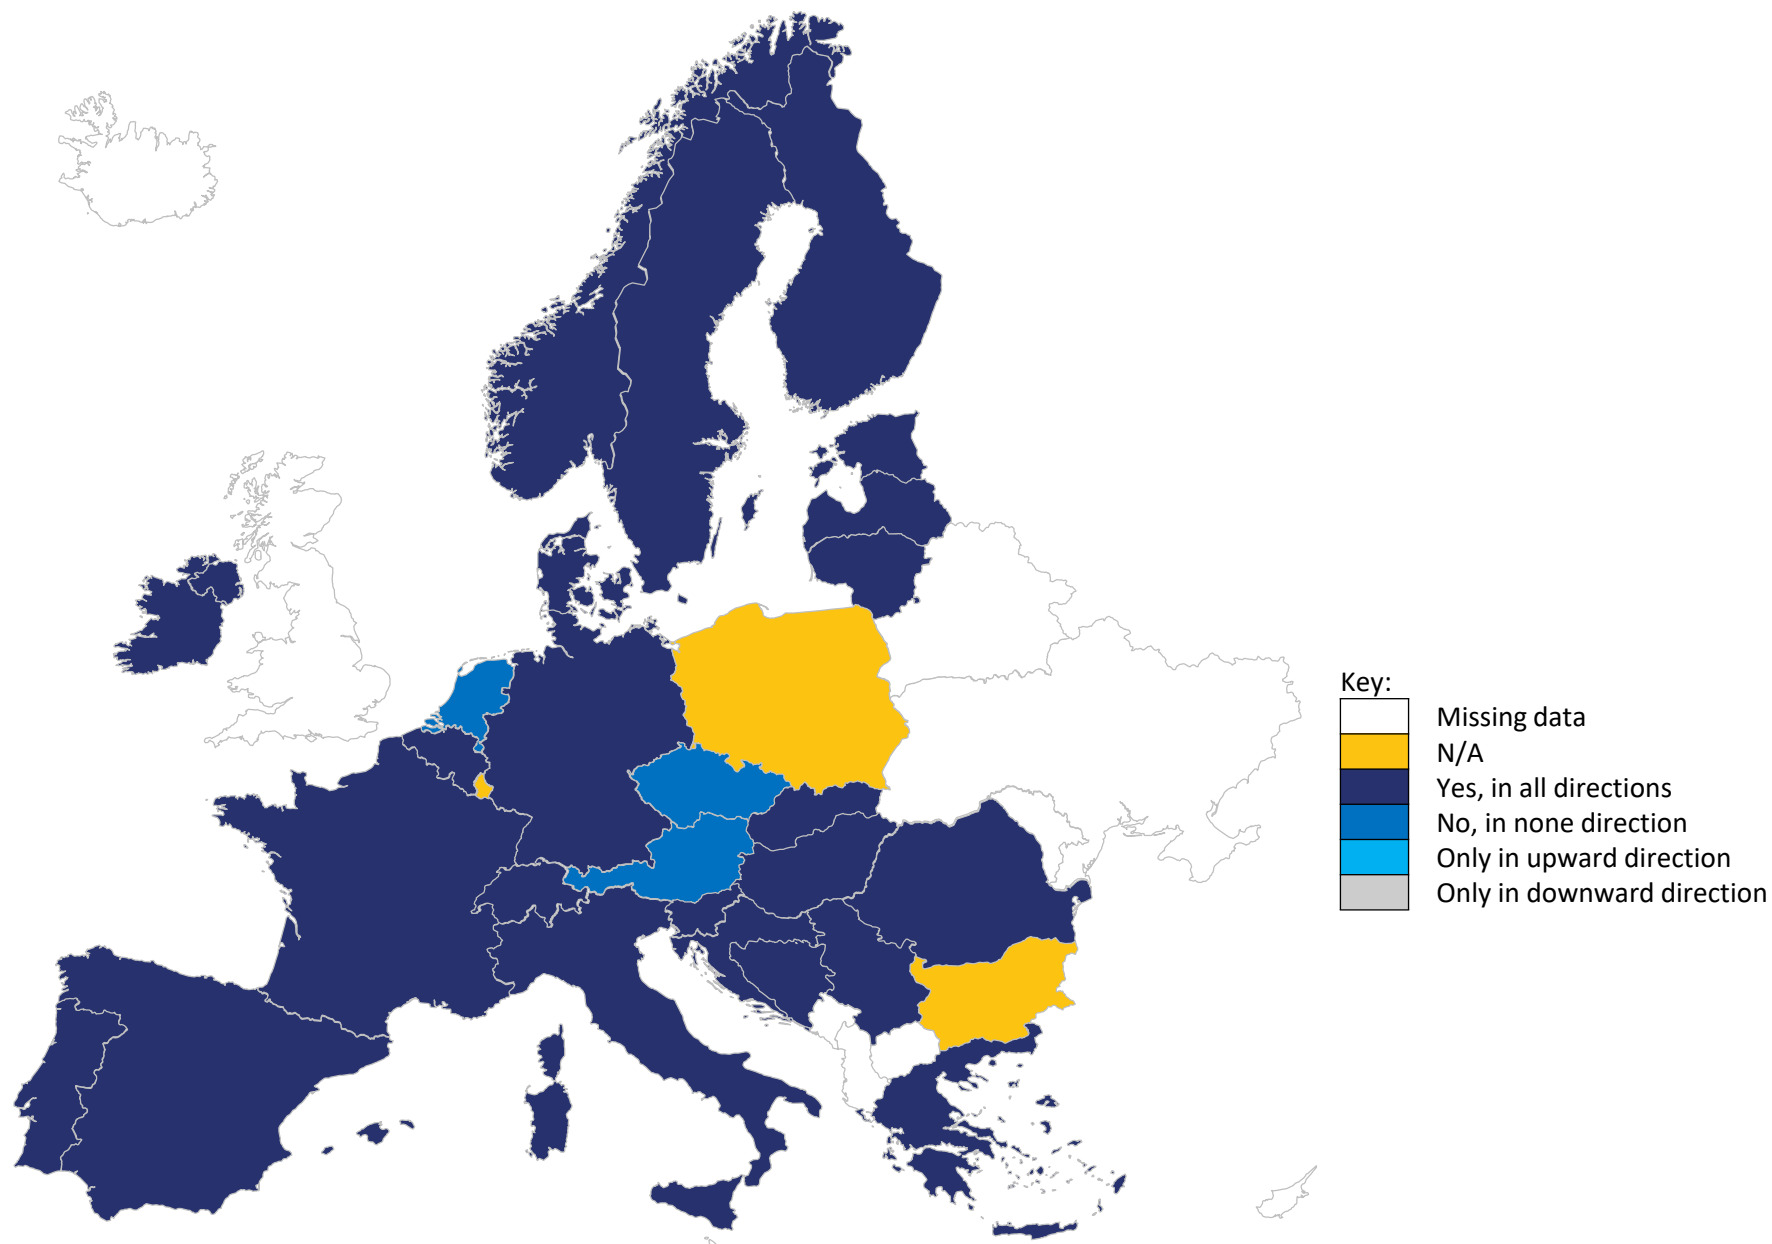 Key:
Missing data
N/A
Yes, in all directions
No, in none direction
Only in upward direction
Only in downward direction